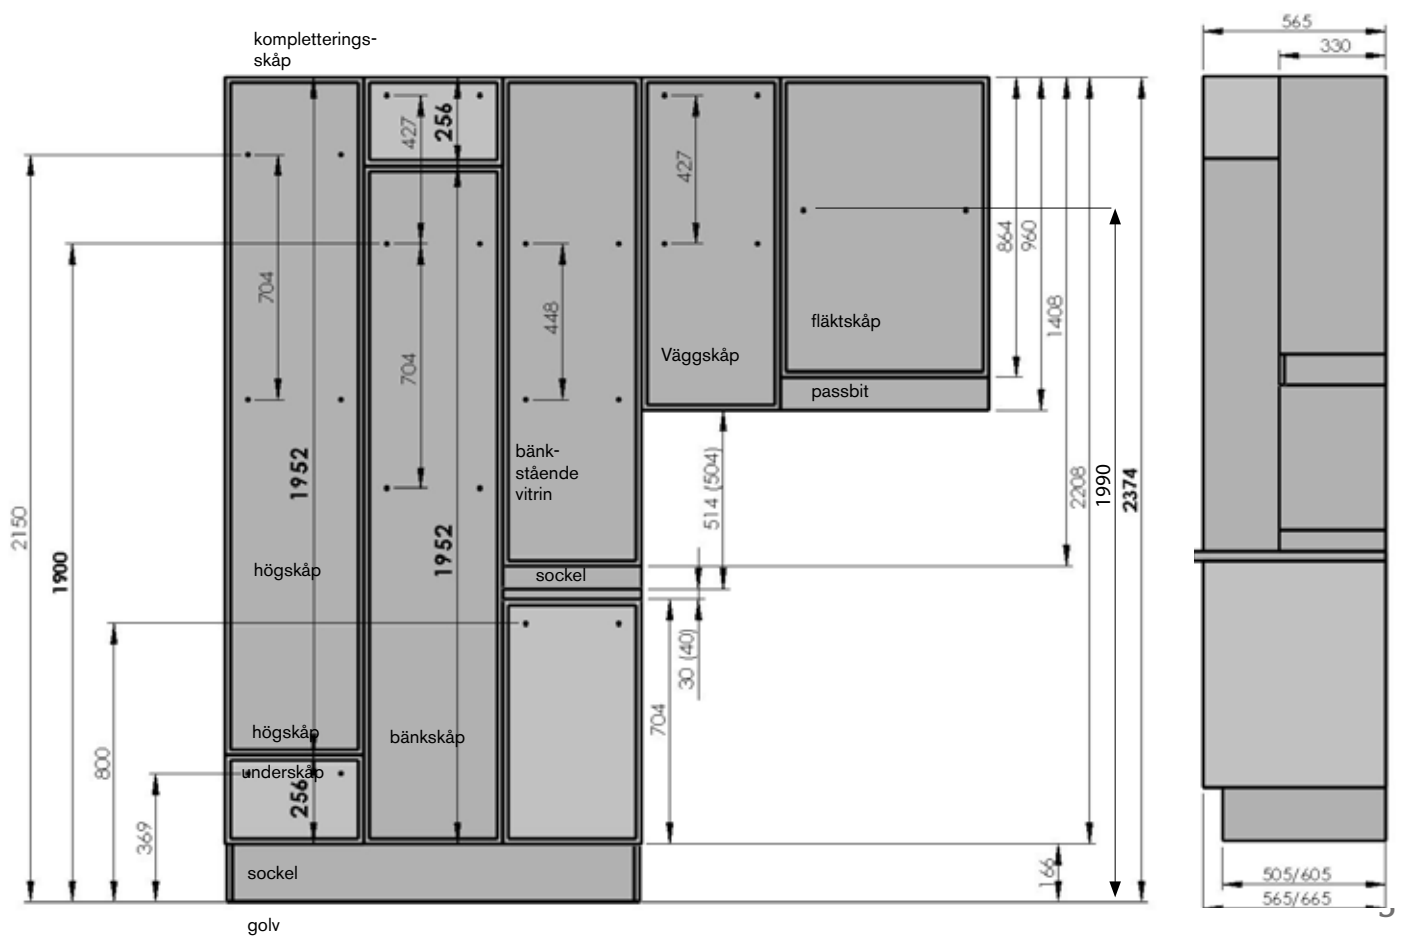 kompletterings-
skåp
565
330
427
256
427
864
960
704
448
1408
704
fläktskåp
Väggskåp
passbit
bänk-
stående
vitrin
1952
514 (504)
2208
1990
2374
2150
1900
1952
högskåp
sockel
30 (40)
704
högskåp
bänkskåp
800
underskåp
256
369
sockel
166
505/605
565/665
golv